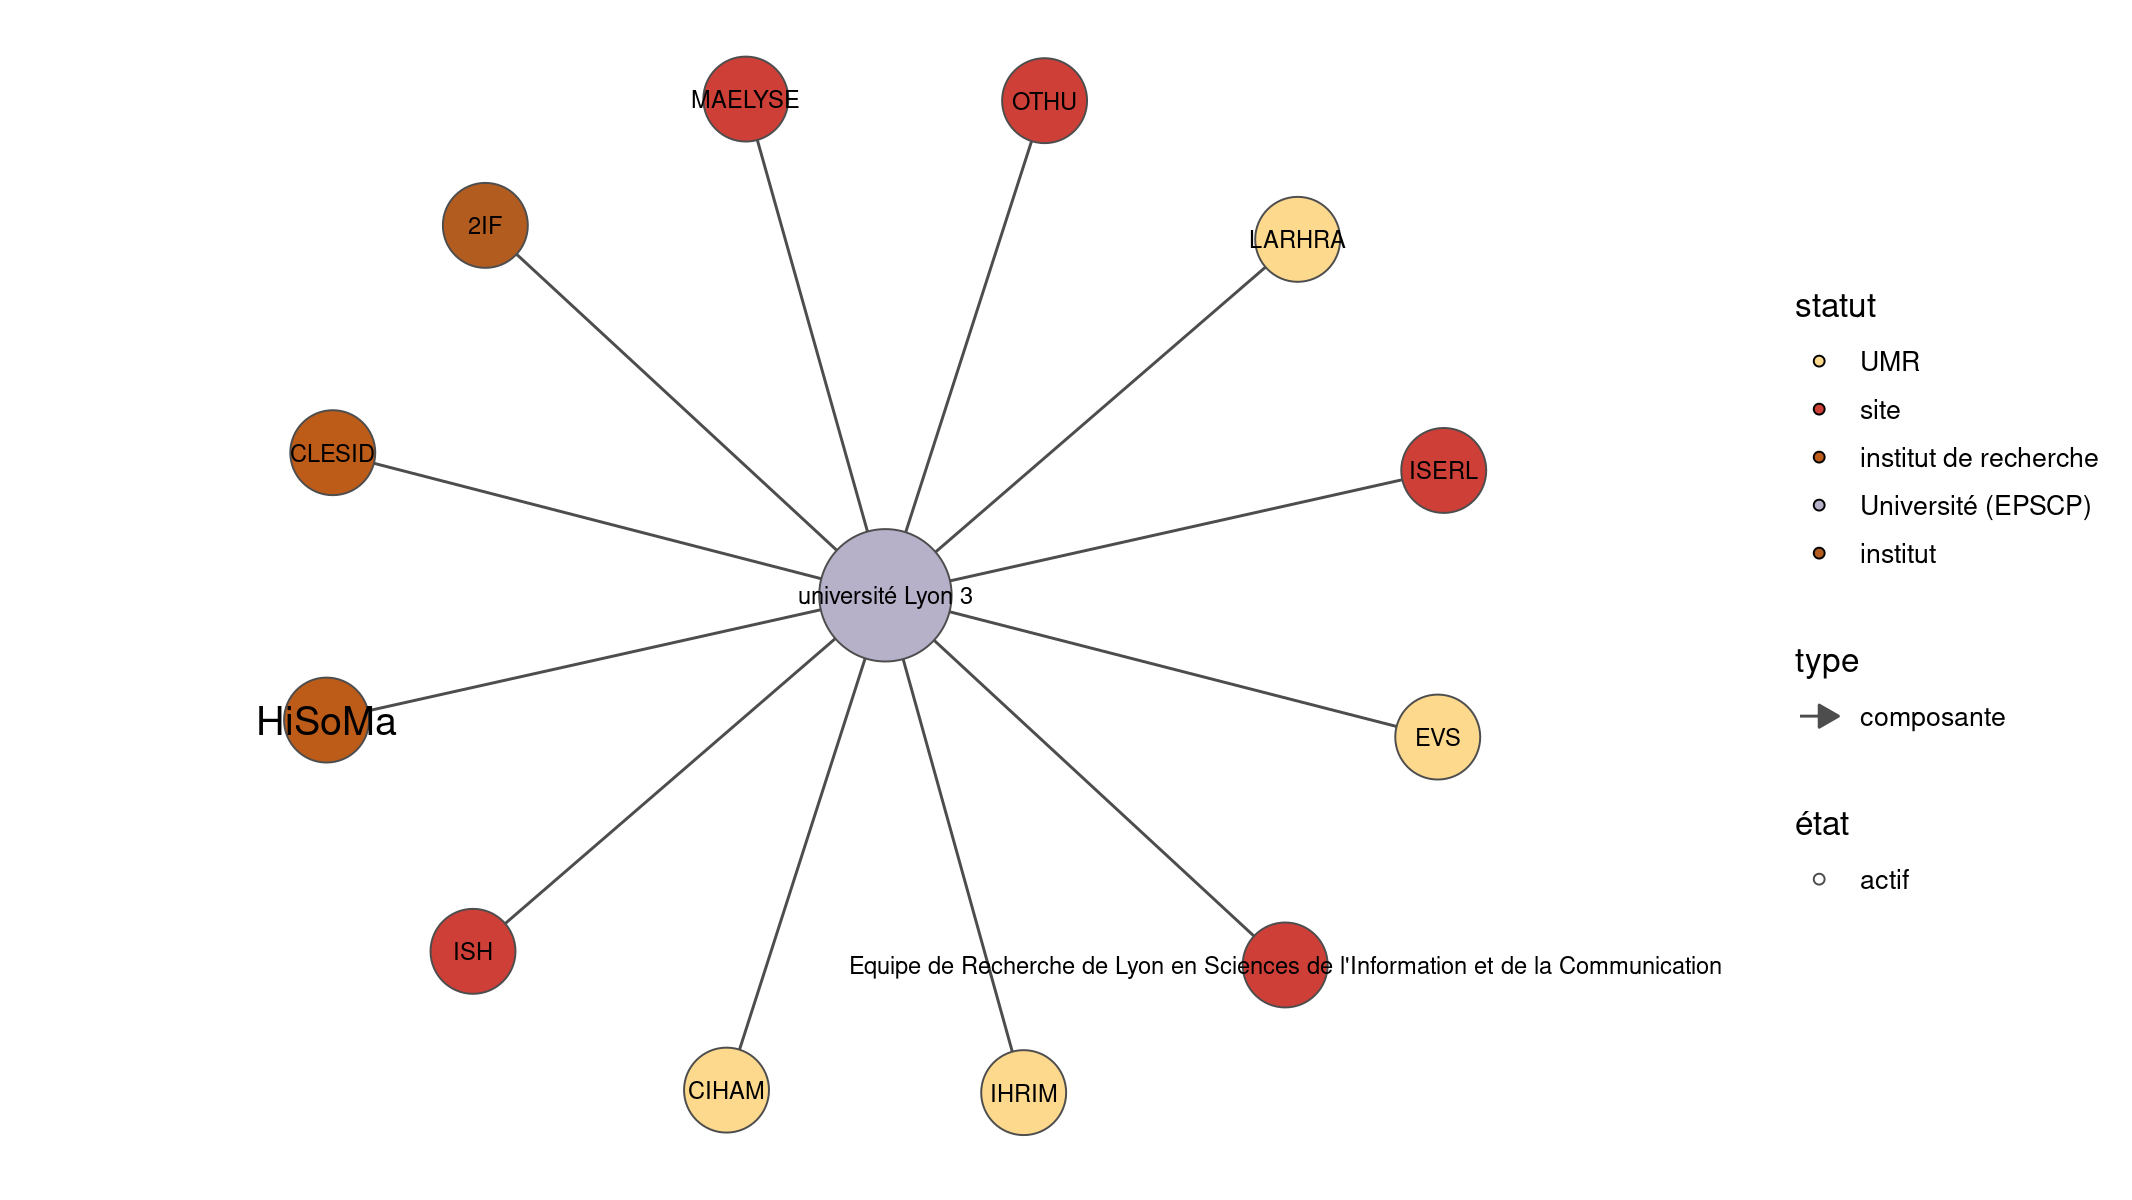 MAELYSE
OTHU
2IF
LARHRA
CLESID
ISERL
université Lyon 3
HiSoMa
EVS
ISH
Equipe de Recherche de Lyon en Sciences de l'Information et de la Communication
CIHAM
IHRIM
statut
UMR
site
institut de recherche
Université (EPSCP)
institut
type
composante
état
actif